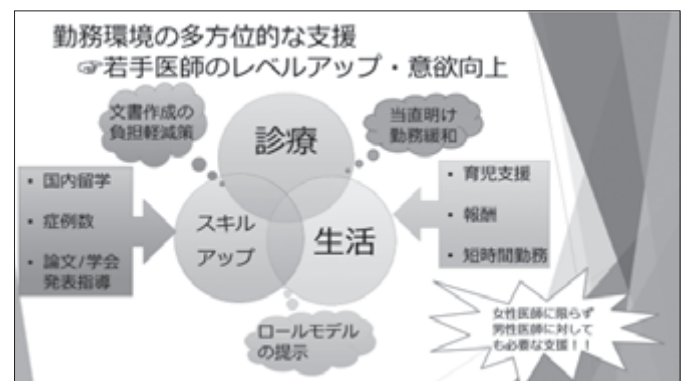 勤務環境の多方位的な支援
☞若手医師のレベルアップ・意欲向上
文書作成の
負担軽減策
診療
当直明け
勤務緩和
・国内留学
・症例数
・論文/学会
発表指導
スキル
アップ
生活
・育児支援
・報酬
・短時間勤務
ロールモデル
の提示
女性医師に限らず
男性医師に対して
も必要な支援！！